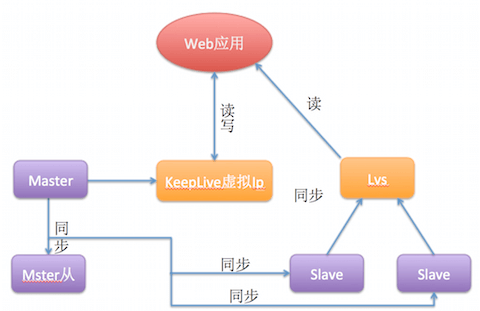 Web应用
读
写
读
Master
KeepLive虚拟Ip
Lvs
同步
同
步
Mster从
同步
Slave
Slave
同步